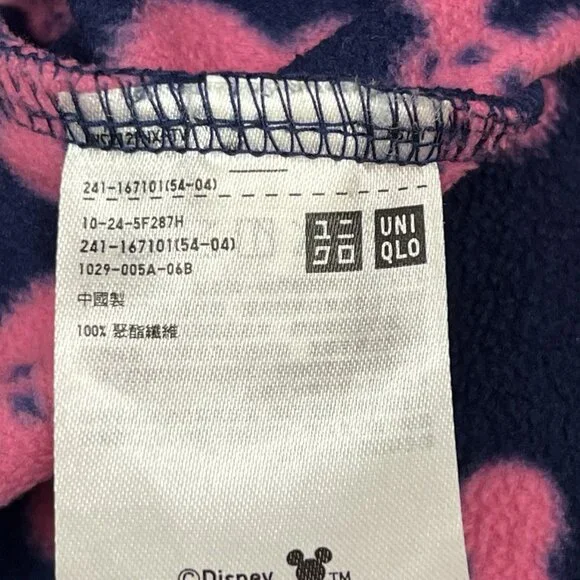 241-167101(54-04)
10-24-5F287H
241-167101(54-04)
1029-005A-06B
ユニ
クロ
UNI
QLO
中國製
100% 聚酯纖維
©Disney TM